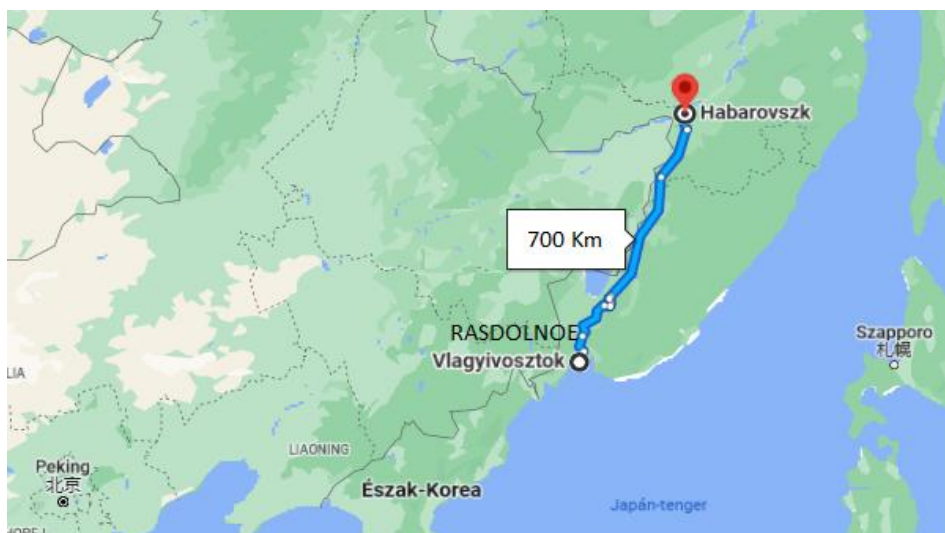 Habarovszk
700 Km
RASDOLNOE
Vlagyivosztok
Szapporo
札幌
LIA
LIAONING
Peking
北京
Észak-Korea
Japán-tenger